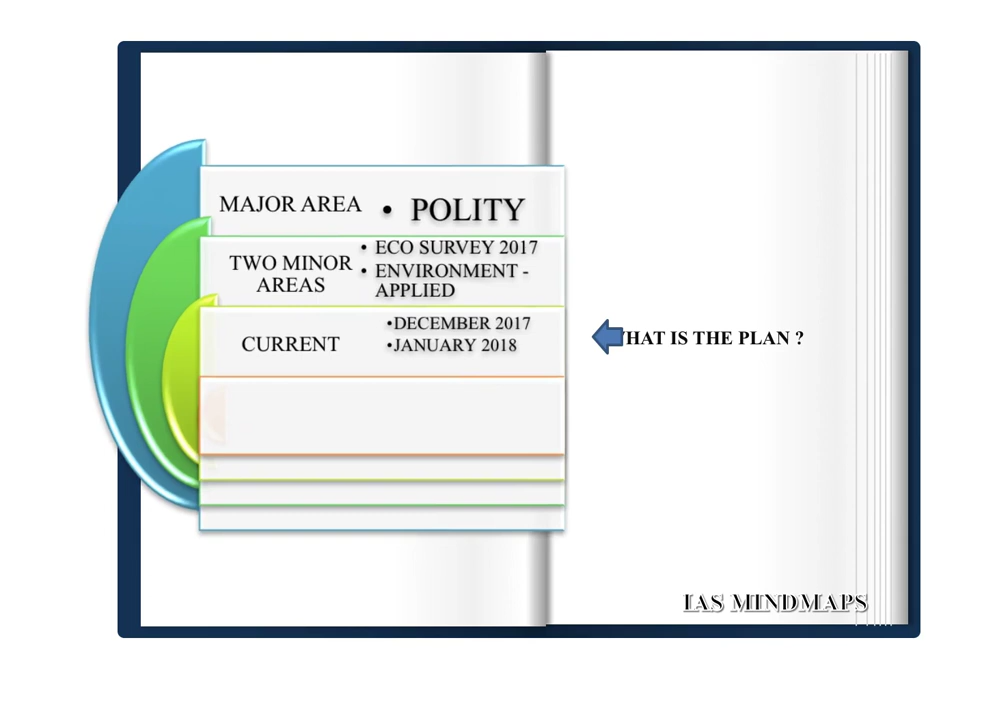 MAJOR AREA
• POLITY
TWO MINOR
AREAS
• ECO SURVEY 2017
• ENVIRONMENT -
APPLIED
CURRENT
•DECEMBER 2017
•JANUARY 2018
HAT IS THE PLAN ?
IAS MINDMAPS